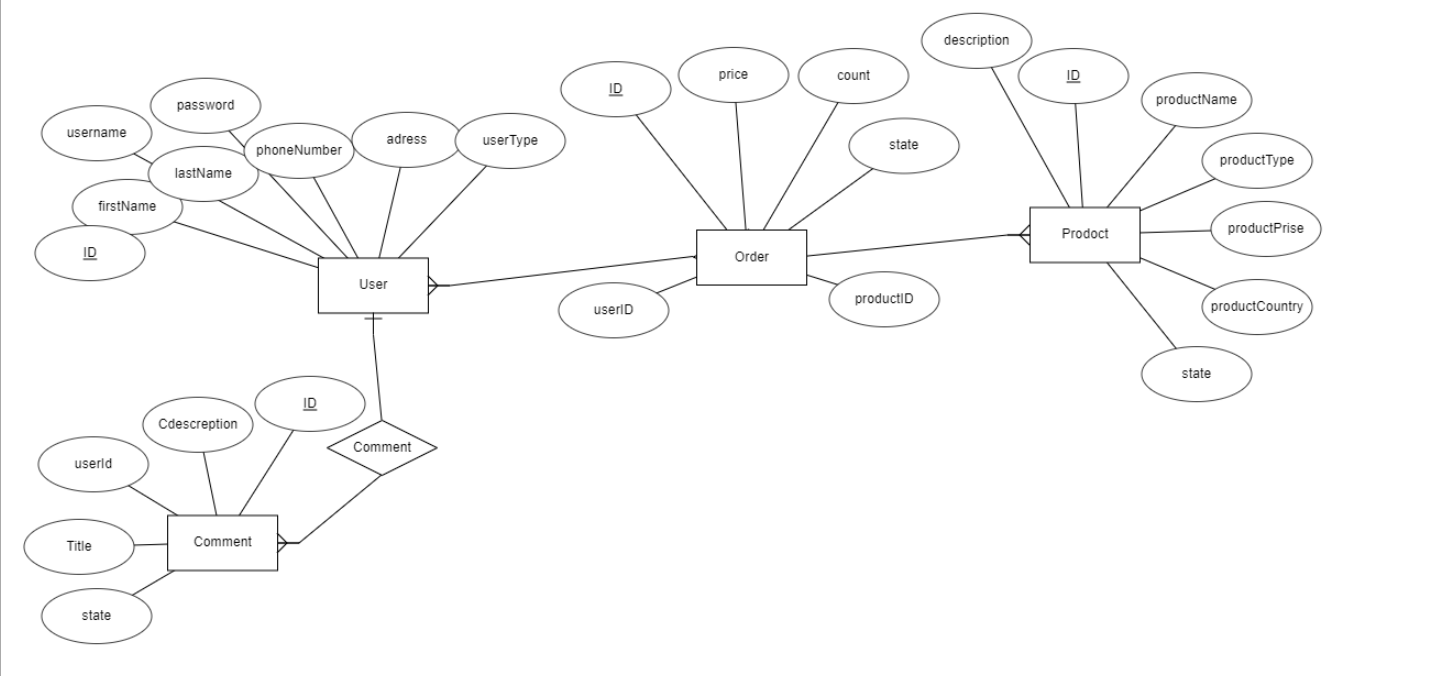 description
ID
price
count
ID
productName
password
username
phoneNumber
adress
userType
state
productType
lastName
firstName
productPrise
Prodoct
ID
Order
User
userID
productID
productCountry
state
ID
Cdescreption
Comment
userId
Comment
Title
state